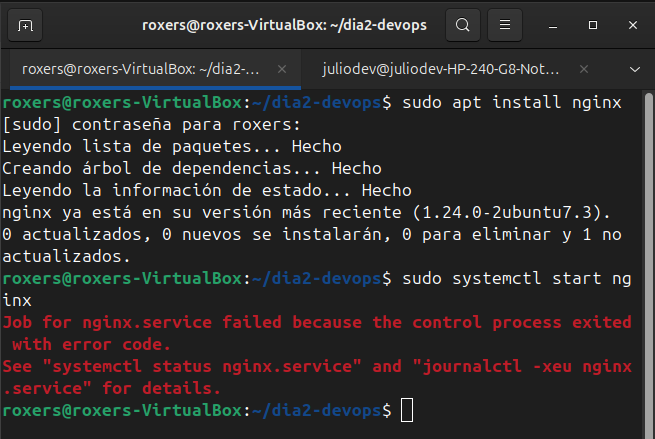 roxers@roxers-VirtualBox: ~/dia2-devops
roxers@roxers-VirtualBox: ~/dia2-...
juliodev@juliodev-HP-240-G8-Not...
roxers@roxers-VirtualBox:~/dia2-devops$ sudo apt install nginx
[sudo] contraseña para roxers:
Leyendo lista de paquetes... Hecho
Creando árbol de dependencias... Hecho
Leyendo la información de estado... Hecho
nginx ya está en su versión más reciente (1.24.0-2ubuntu7.3).
0 actualizados, 0 nuevos se instalarán, 0 para eliminar y 1 no
actualizados.
roxers@roxers-VirtualBox:~/dia2-devops$ sudo systemctl start ng
inx
Job for nginx.service failed because the control process exited
with error code.
See "systemctl status nginx.service" and "journalctl -xeu nginx
.service" for details.
roxers@roxers-VirtualBox:~/dia2-devops$